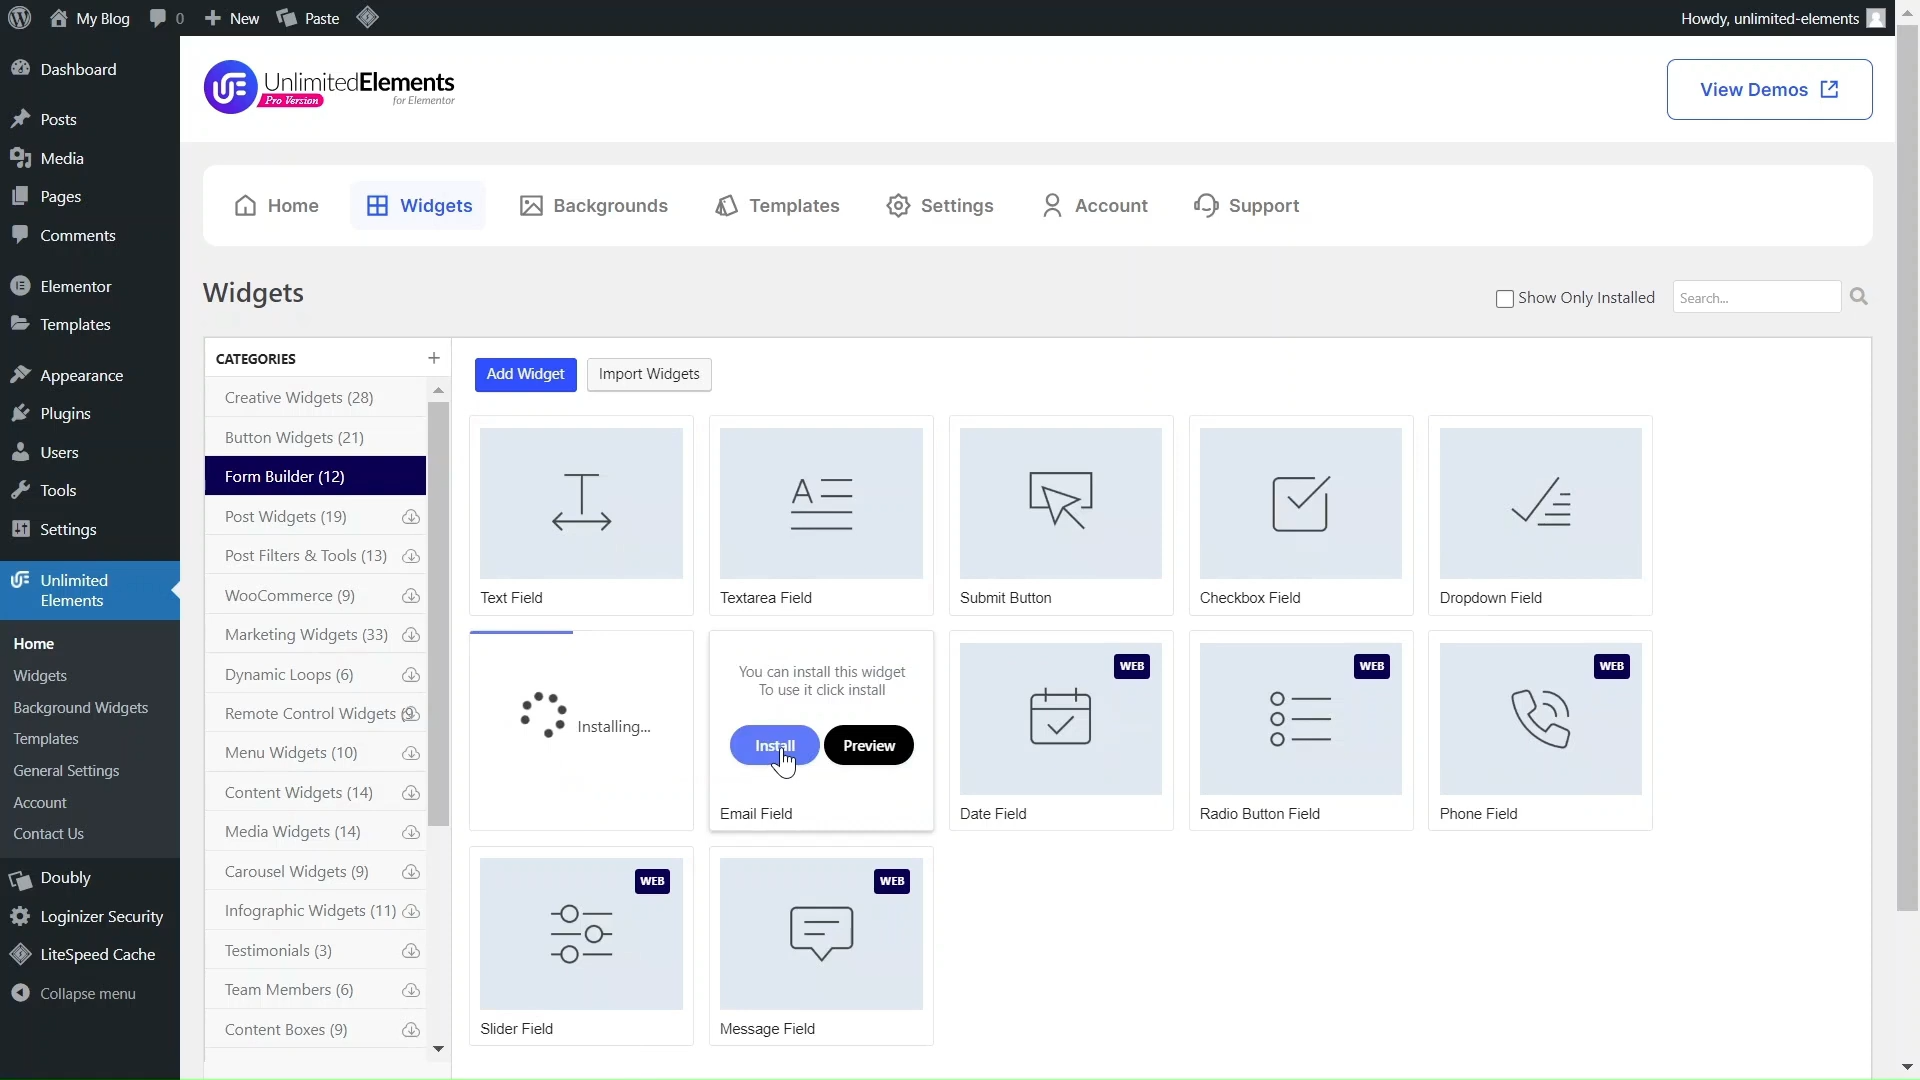 My Blog
0
New
Paste
Howdy, unlimited-elements
Dashboard
Posts
Media
Pages
Comments
Elementor
Templates
Appearance
Plugins
Users
Tools
Settings
Unlimited
Elements
Home
Widgets
Background Widgets
Templates
General Settings
Account
Contact Us
Doubly
Loginizer Security
LiteSpeed Cache
Collapse menu
UnlimitedElements
Pro Version
for Elementor
View Demos
Home
Widgets
Backgrounds
Templates
Settings
Account
Support
Widgets
Show Only Installed
Search...
CATEGORIES
+
Creative Widgets (28)
Button Widgets (21)
Form Builder (12)
Post Widgets (19)
Post Filters & Tools (13)
WooCommerce (9)
Marketing Widgets (33)
Dynamic Loops (6)
Remote Control Widgets (9
Menu Widgets (10)
Content Widgets (14)
Media Widgets (14)
Carousel Widgets (9)
Infographic Widgets (11)
Testimonials (3)
Team Members (6)
Content Boxes (9)
Add Widget
Import Widgets
Text Field
Textarea Field
Submit Button
Checkbox Field
Dropdown Field
Installing...
You can install this widget
To use it click install
Install
Preview
Email Field
WEB
Date Field
WEB
Radio Button Field
WEB
Phone Field
WEB
Slider Field
WEB
Message Field